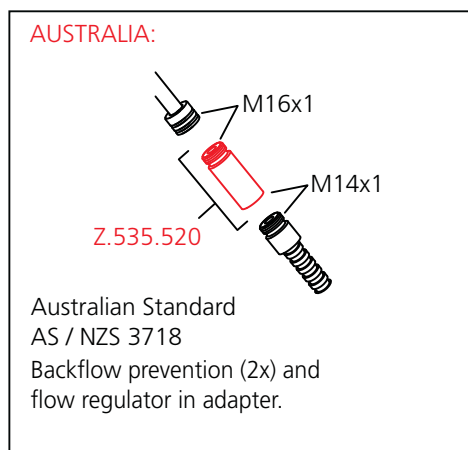 AUSTRALIA:
M16x1
M14x1
Z.535.520
Australian Standard
AS / NZS 3718
Backflow prevention (2x) and
flow regulator in adapter.